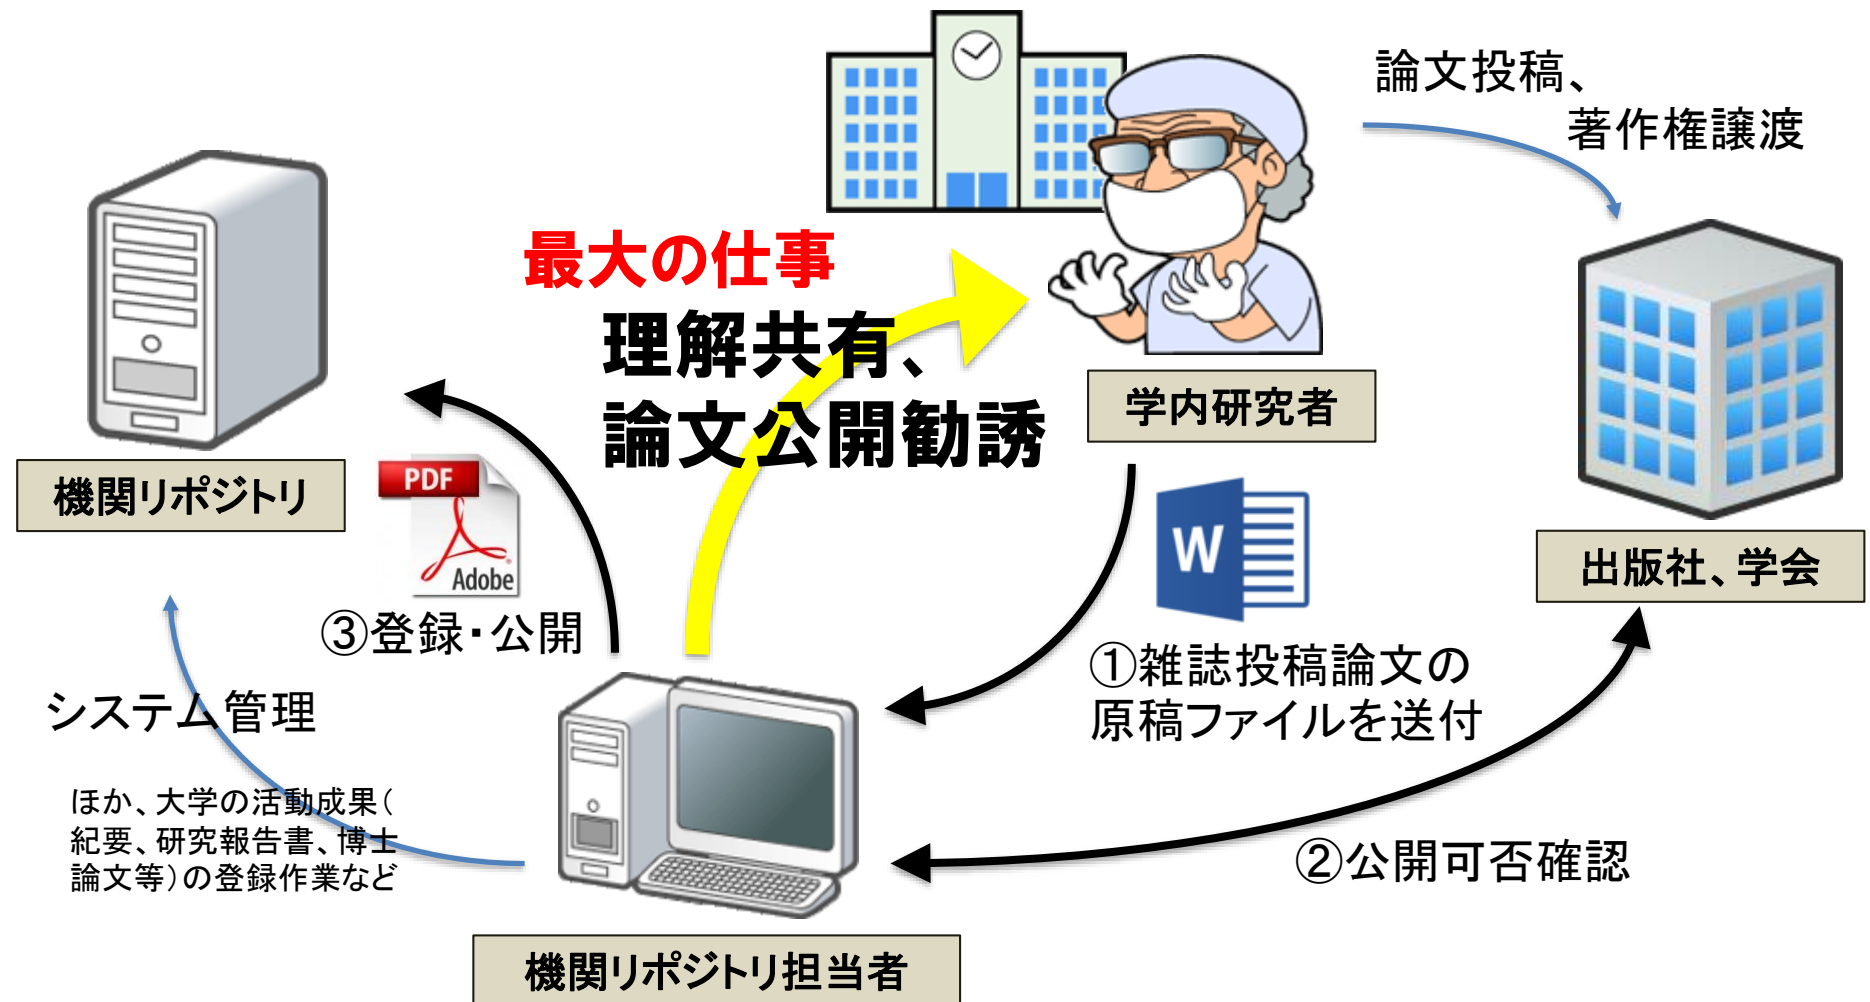 論文投稿、
著作権譲渡
最大の仕事
理解共有、
論文公開勧誘
学内研究者
機関リポジトリ
PDF
Adobe
W
出版社、学会
③登録・公開
①雑誌投稿論文の
原稿ファイルを送付
システム管理
ほか、大学の活動成果（
紀要、研究報告書、博士
論文等）の登録作業など
②公開可否確認
機関リポジトリ担当者